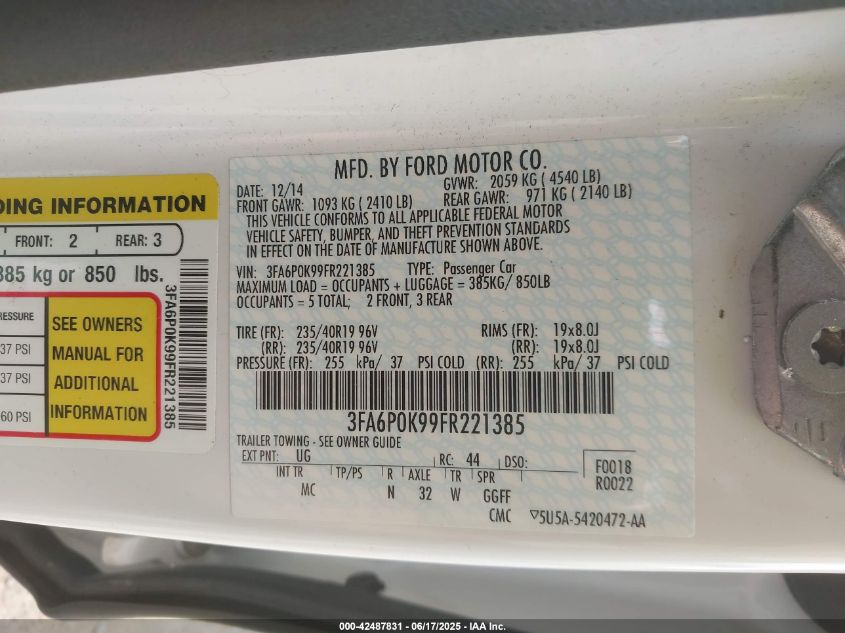 DING INFORMATION
FRONT: 2 REAR: 3
385 kg or 850 lbs.
PRESSURE
37 PSI
37 PSI
60 PSI
SEE OWNERS
MANUAL FOR
ADDITIONAL
INFORMATION
3FA6P0K99FR221385
MFD. BY FORD MOTOR CO.
DATE: 12/14 GVWR: 2059 KG ( 4540 LB)
FRONT GAWR: 1093 KG ( 2410 LB) REAR GAWR: 971 KG ( 2140 LB)
THIS VEHICLE CONFORMS TO ALL APPLICABLE FEDERAL MOTOR
VEHICLE SAFETY, BUMPER, AND THEFT PREVENTION STANDARDS
IN EFFECT ON THE DATE OF MANUFACTURE SHOWN ABOVE.
VIN: 3FA6P0K99FR221385 TYPE: Passenger Car
MAXIMUM LOAD = OCCUPANTS + LUGGAGE = 385KG/ 850LB
OCCUPANTS = 5 TOTAL; 2 FRONT, 3 REAR
TIRE (FR): 235/40R19 96V RIMS (FR): 19x8.0J
(RR): 235/40R19 96V (RR): 19x8.0J
PRESSURE (FR): 255 kPa/ 37 PSI COLD (RR): 255 kPa/ 37 PSI COLD
3FA6P0K99FR221385
TRAILER TOWING - SEE OWNER GUIDE
EXT PNT: UG RC: 44 DSO:
INT TR TP/PS R AXLE TR SPR
MC N 32 W GGFF
F0018
R0022
CMC ▽5U5A-5420472-AA
000-42487831 - 06/17/2025 - IAA Inc.